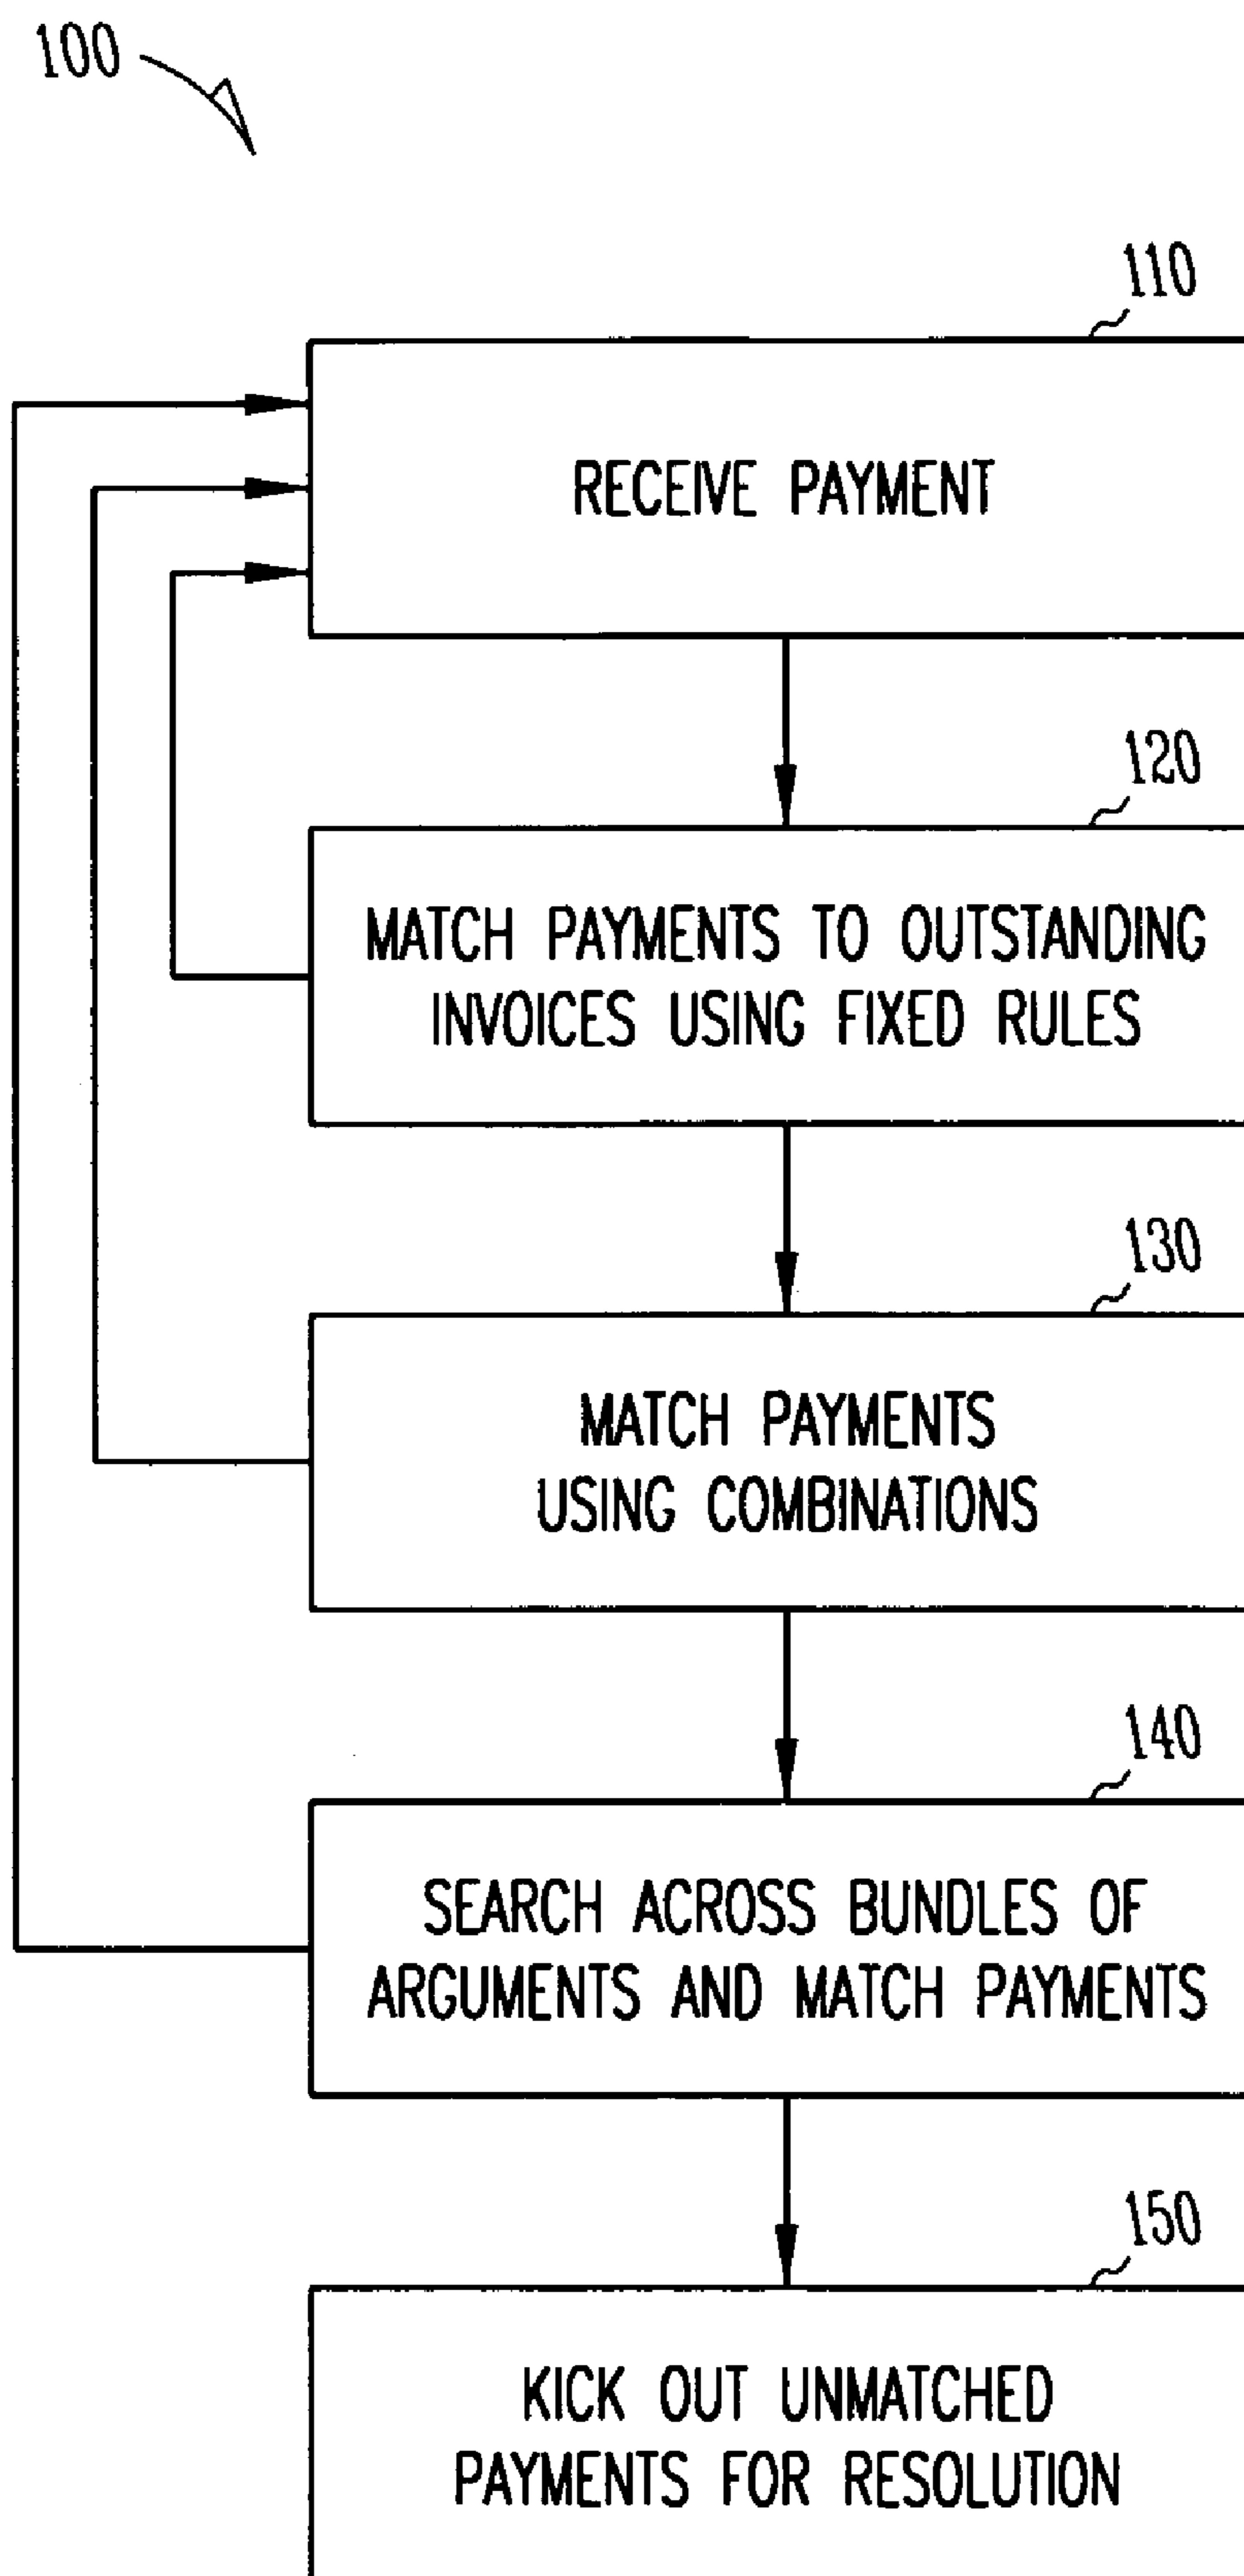 100
110
RECEIVE PAYMENT
120
MATCH PAYMENTS TO OUTSTANDING
INVOICES USING FIXED RULES
130
MATCH PAYMENTS
USING COMBINATIONS
140
SEARCH ACROSS BUNDLES OF
ARGUMENTS AND MATCH PAYMENTS
150
KICK OUT UNMATCHED
PAYMENTS FOR RESOLUTION